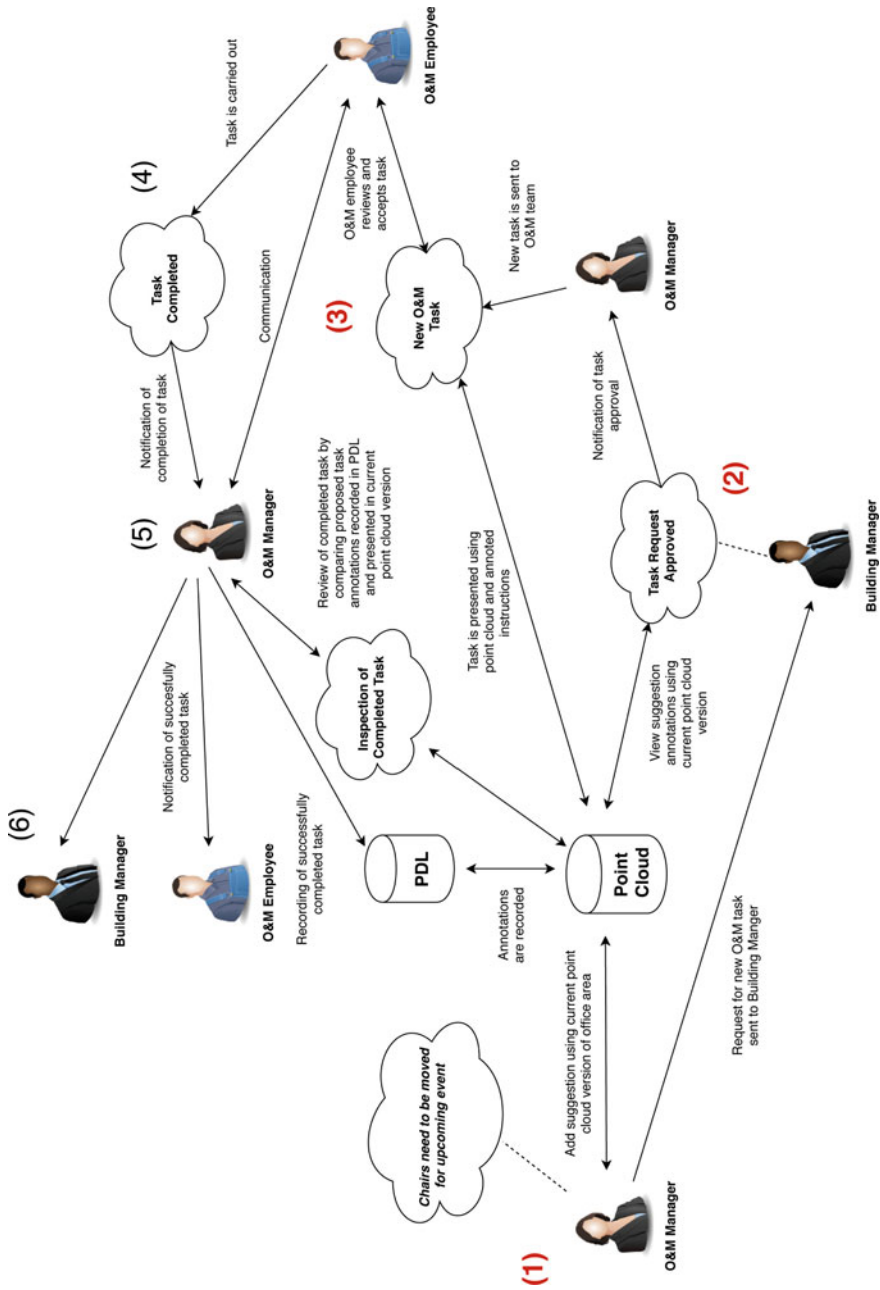 (1)
O&M Manager
Chairs need to be moved
for upcoming event
Add suggestion using current point
cloud version of office area
Request for new O&M task
sent to Building Manger
Point
Cloud
PDL
Annotations
are recorded
View suggestion
annotations using
current point cloud
version
Task Request
Approved
(2)
Building Manager
Notification of task
approval
O&M Manager
New task is sent to
O&M team
(3)
New O&M
Task
Task is presented using
point cloud and annoted
instructions
O&M employee
reviews and
accepts task
O&M Employee
Task is carried out
(4)
Task
Completed
Notification of
completion of task
Communication
(5)
O&M Manager
Review of completed task by
comparing proposed task
annotations recorded in PDL
and presented in current
point cloud version
Inspection of
Completed Task
Recording of successfully
completed task
Notification of succesfully
completed task
O&M Employee
(6)
Building Manager